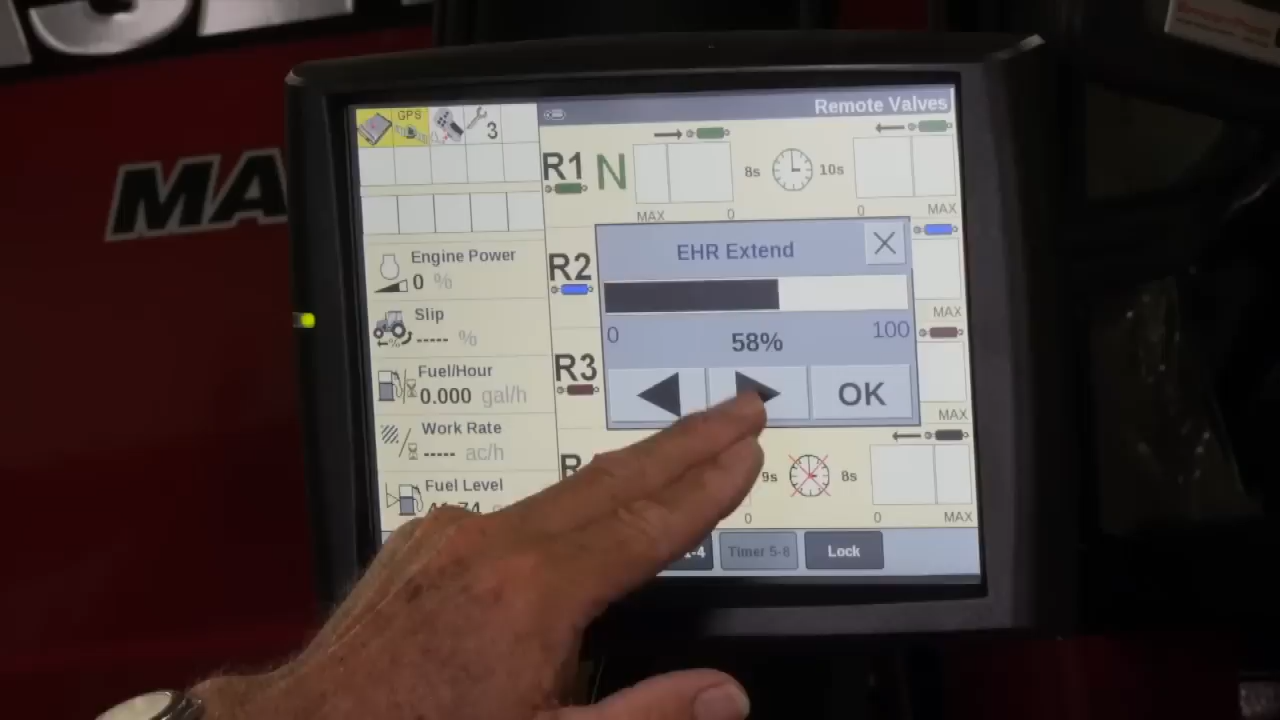 MA
GPS
3
Remote Valves
R1 N
8s
10s
MAX 0
0 MAX
Engine Power
0 %
R2
EHR Extend
MAX
Slip
----- %
0
100
58%
R3
Fuel/Hour
0.000 gal/h
OK
MAX
Work Rate
----- ac/h
R
9s
8s
0
0 MAX
Fuel Level
-4
Timer 5-8
Lock